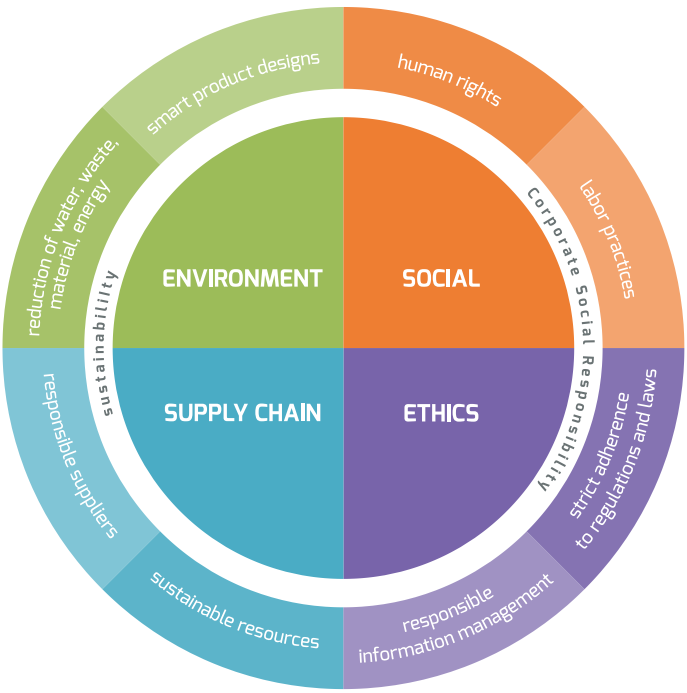 smart product designs
human rights
reduction of water, waste,
material, energy
labor practices
ENVIRONMENT
SOCIAL
sustainabililty
Corporate Social Responsibility
SUPPLY CHAIN
ETHICS
responsible suppliers
strict adherence
to regulations and laws
sustainable resources
responsible
information management